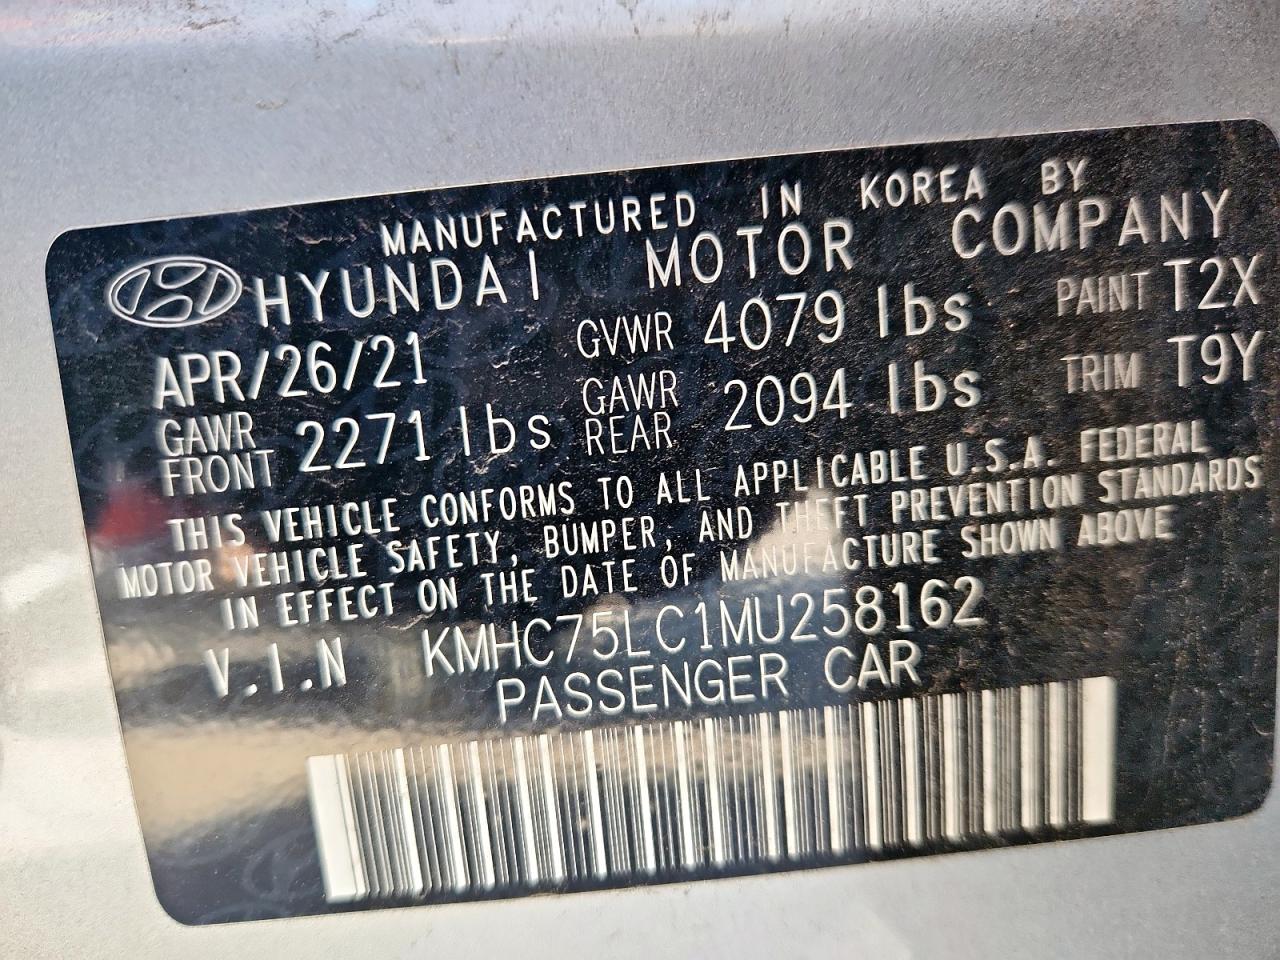 MANUFACTURED IN KOREA BY
HYUNDAI MOTOR COMPANY
APR/26/21 GVWR 4079 lbs PAINT T2X
GAWR FRONT 2271 lbs GAWR REAR 2094 lbs TRIM T9Y
THIS VEHICLE CONFORMS TO ALL APPLICABLE U.S.A. FEDERAL
MOTOR VEHICLE SAFETY, BUMPER, AND THEFT PREVENTION STANDARDS
IN EFFECT ON THE DATE OF MANUFACTURE SHOWN ABOVE
V.I.N KMHC75LC1MU258162
PASSENGER CAR